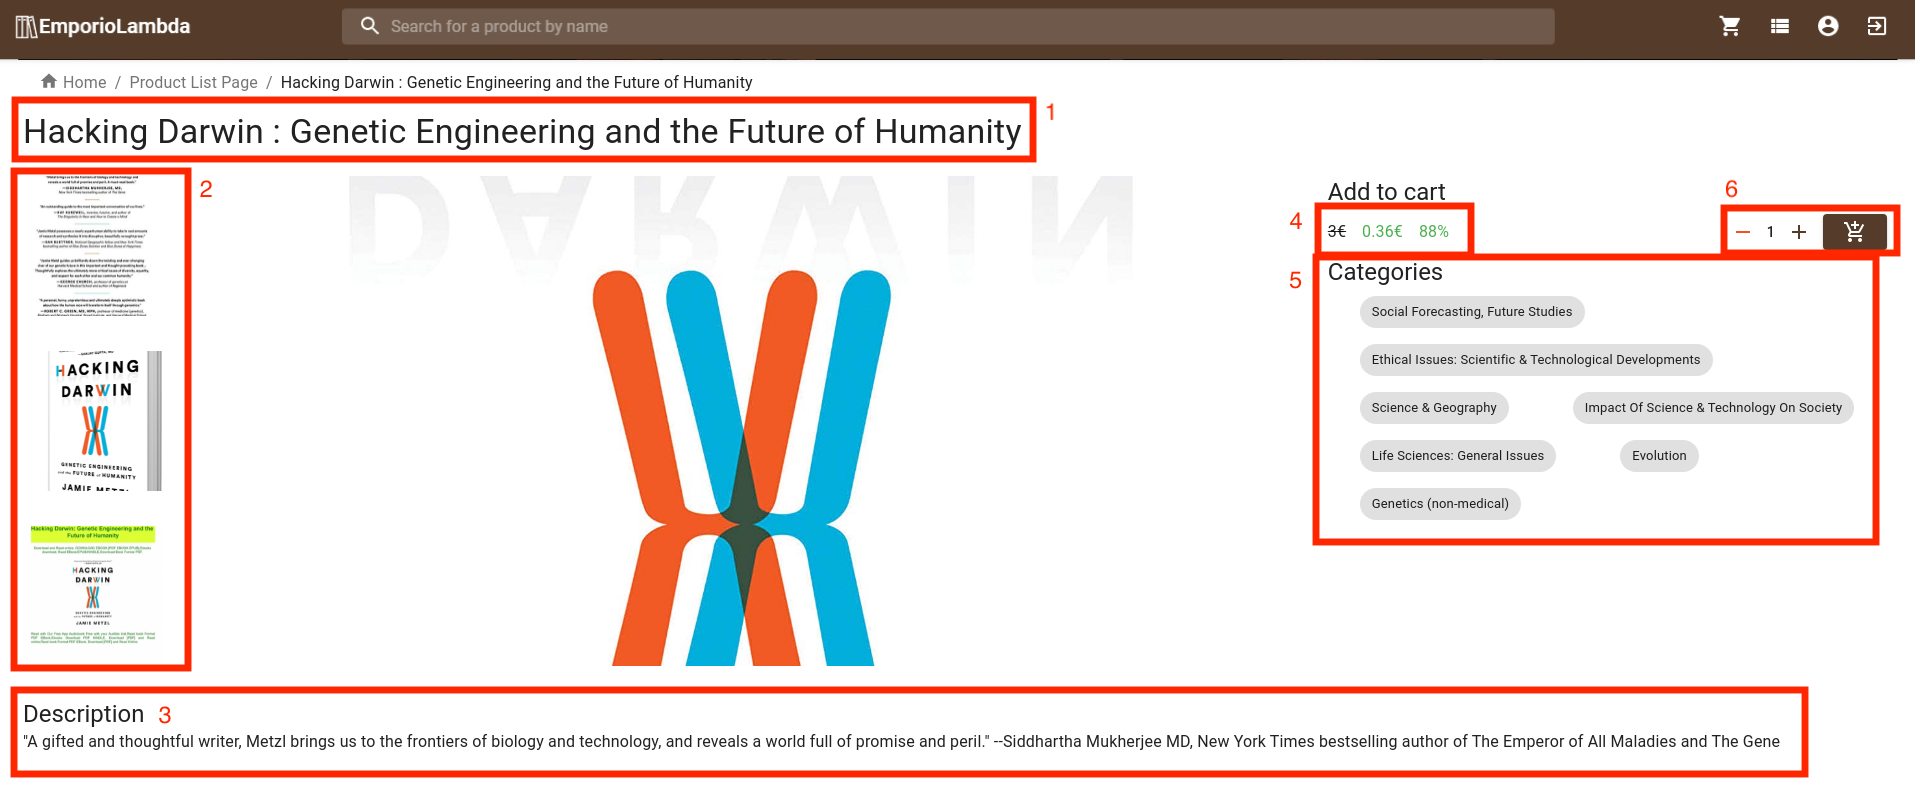 EmporioLambda
Search for a product by name
Home / Product List Page / Hacking Darwin : Genetic Engineering and the Future of Humanity
Hacking Darwin : Genetic Engineering and the Future of Humanity
1
2
HACKING
DARWIN
GENETIC ENGINEERING
and the FUTURE of HUMANITY
JAMIE METZL
Hacking Darwin: Genetic Engineering and the
Future of Humanity
HACKING
DARWIN
JAMIE METZL
DARWIN
Add to cart
6
4
3€ 0.36€ 88%
1
5
Categories
Social Forecasting, Future Studies
Ethical Issues: Scientific & Technological Developments
Science & Geography
Impact Of Science & Technology On Society
Life Sciences: General Issues
Evolution
Genetics (non-medical)
Description 3
"A gifted and thoughtful writer, Metzl brings us to the frontiers of biology and technology, and reveals a world full of promise and peril." --Siddhartha Mukherjee MD, New York Times bestselling author of The Emperor of All Maladies and The Gene